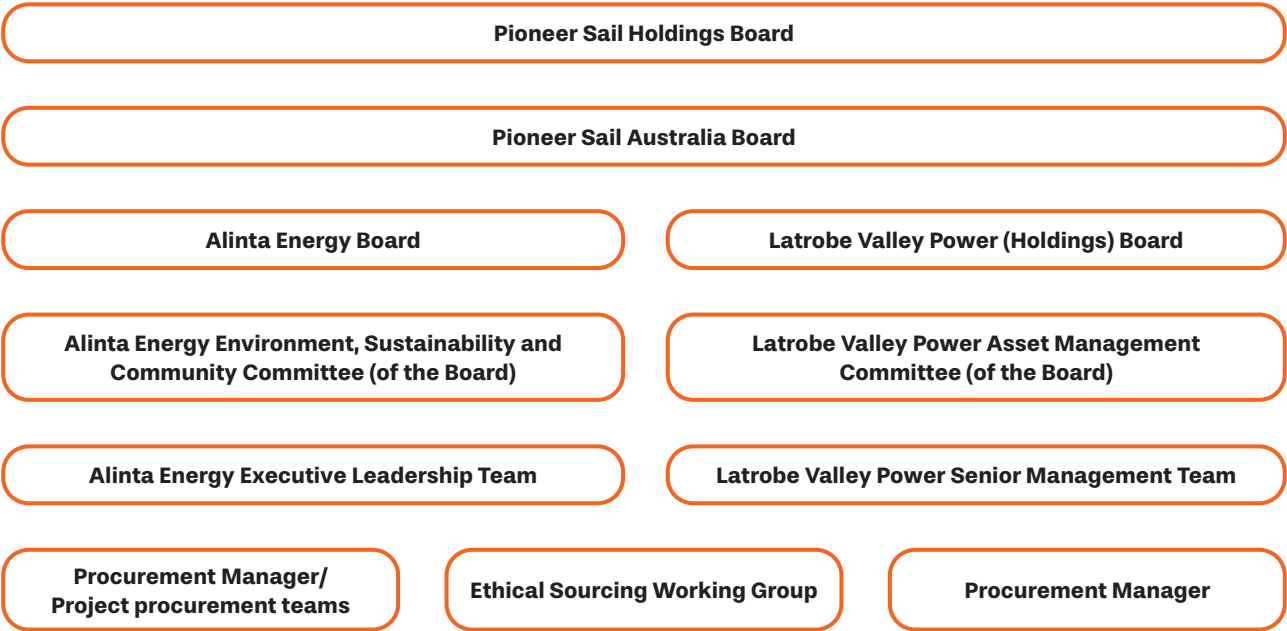 Pioneer Sail Holdings Board
Pioneer Sail Australia Board
Alinta Energy Board
Latrobe Valley Power (Holdings) Board
Alinta Energy Environment, Sustainability and
Community Committee (of the Board)
Latrobe Valley Power Asset Management
Committee (of the Board)
Alinta Energy Executive Leadership Team
Latrobe Valley Power Senior Management Team
Procurement Manager/
Project procurement teams
Ethical Sourcing Working Group
Procurement Manager